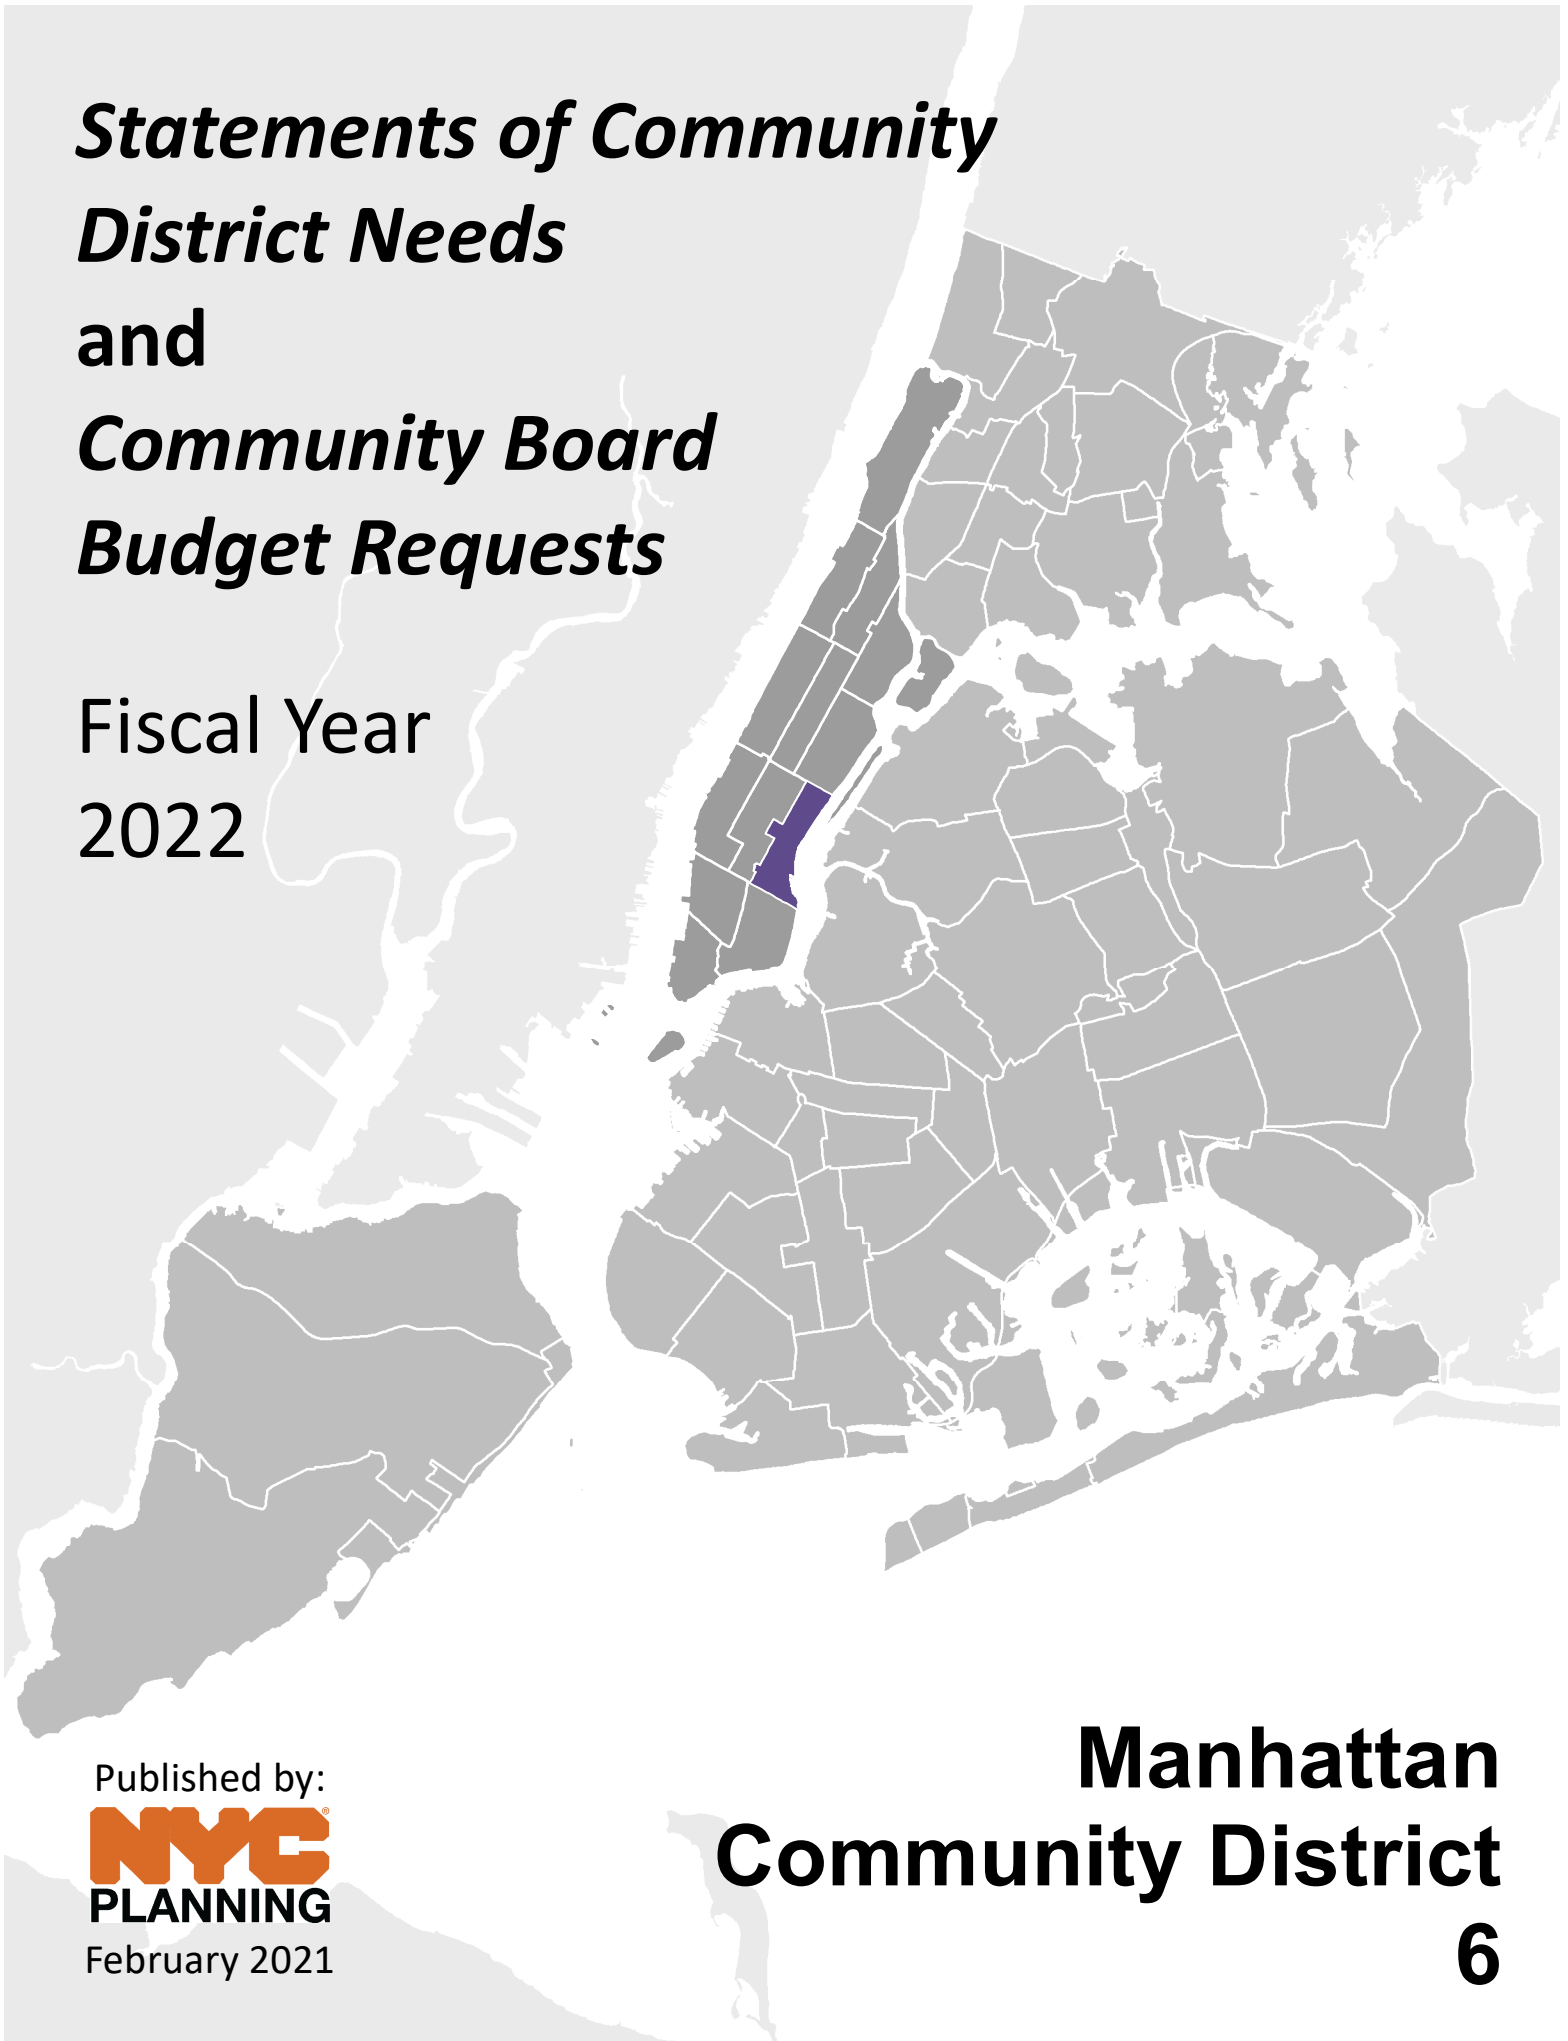 Statements of Community
District Needs
and
Community Board
Budget Requests
Fiscal Year
2022
Published by:
NYC®
PLANNING
February 2021
Manhattan
Community District
6